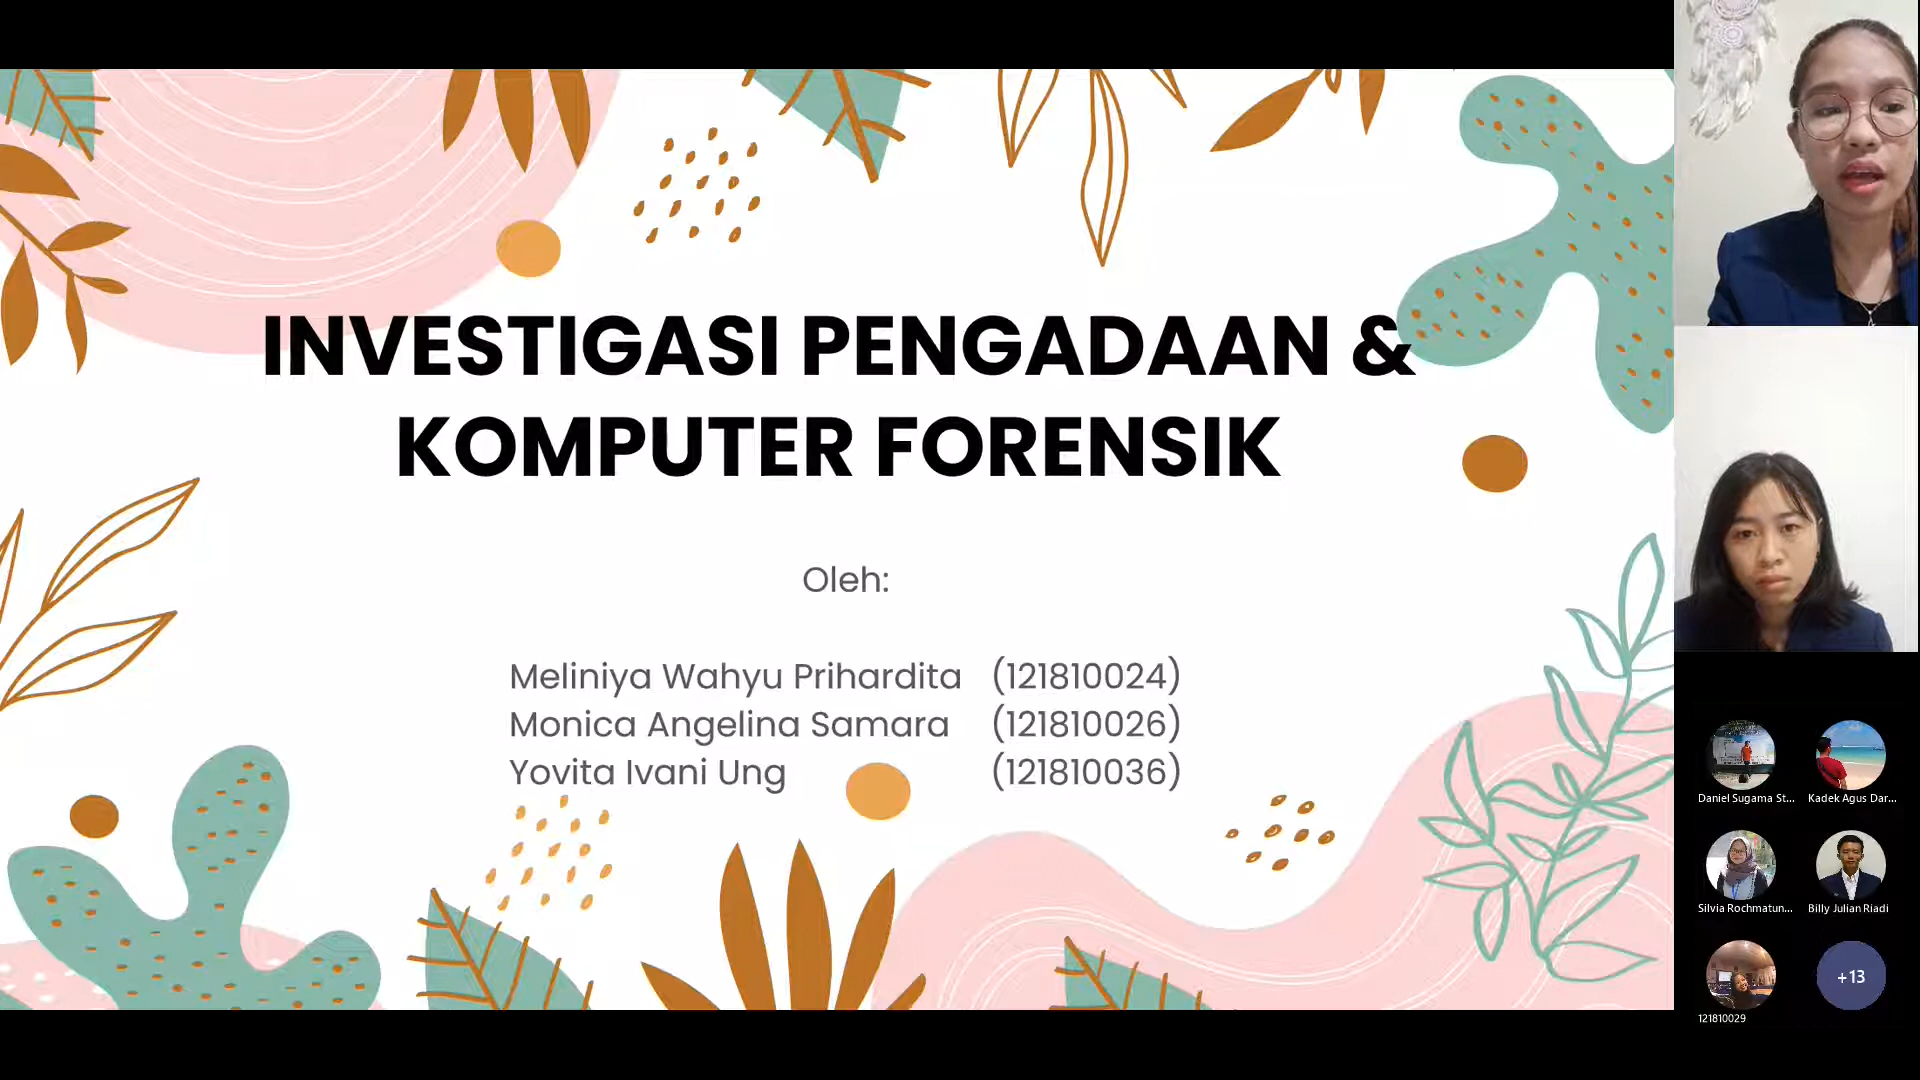 INVESTIGASI PENGADAAN &
KOMPUTER FORENSIK
Oleh:
Meliniya Wahyu Prihardita (121810024)
Monica Angelina Samara (121810026)
Yovita Ivani Ung (121810036)
Daniel Sugama St...
Kadek Agus Dar...
Silvia Rochmatun...
Billy Julian Riadi
121810029
+13